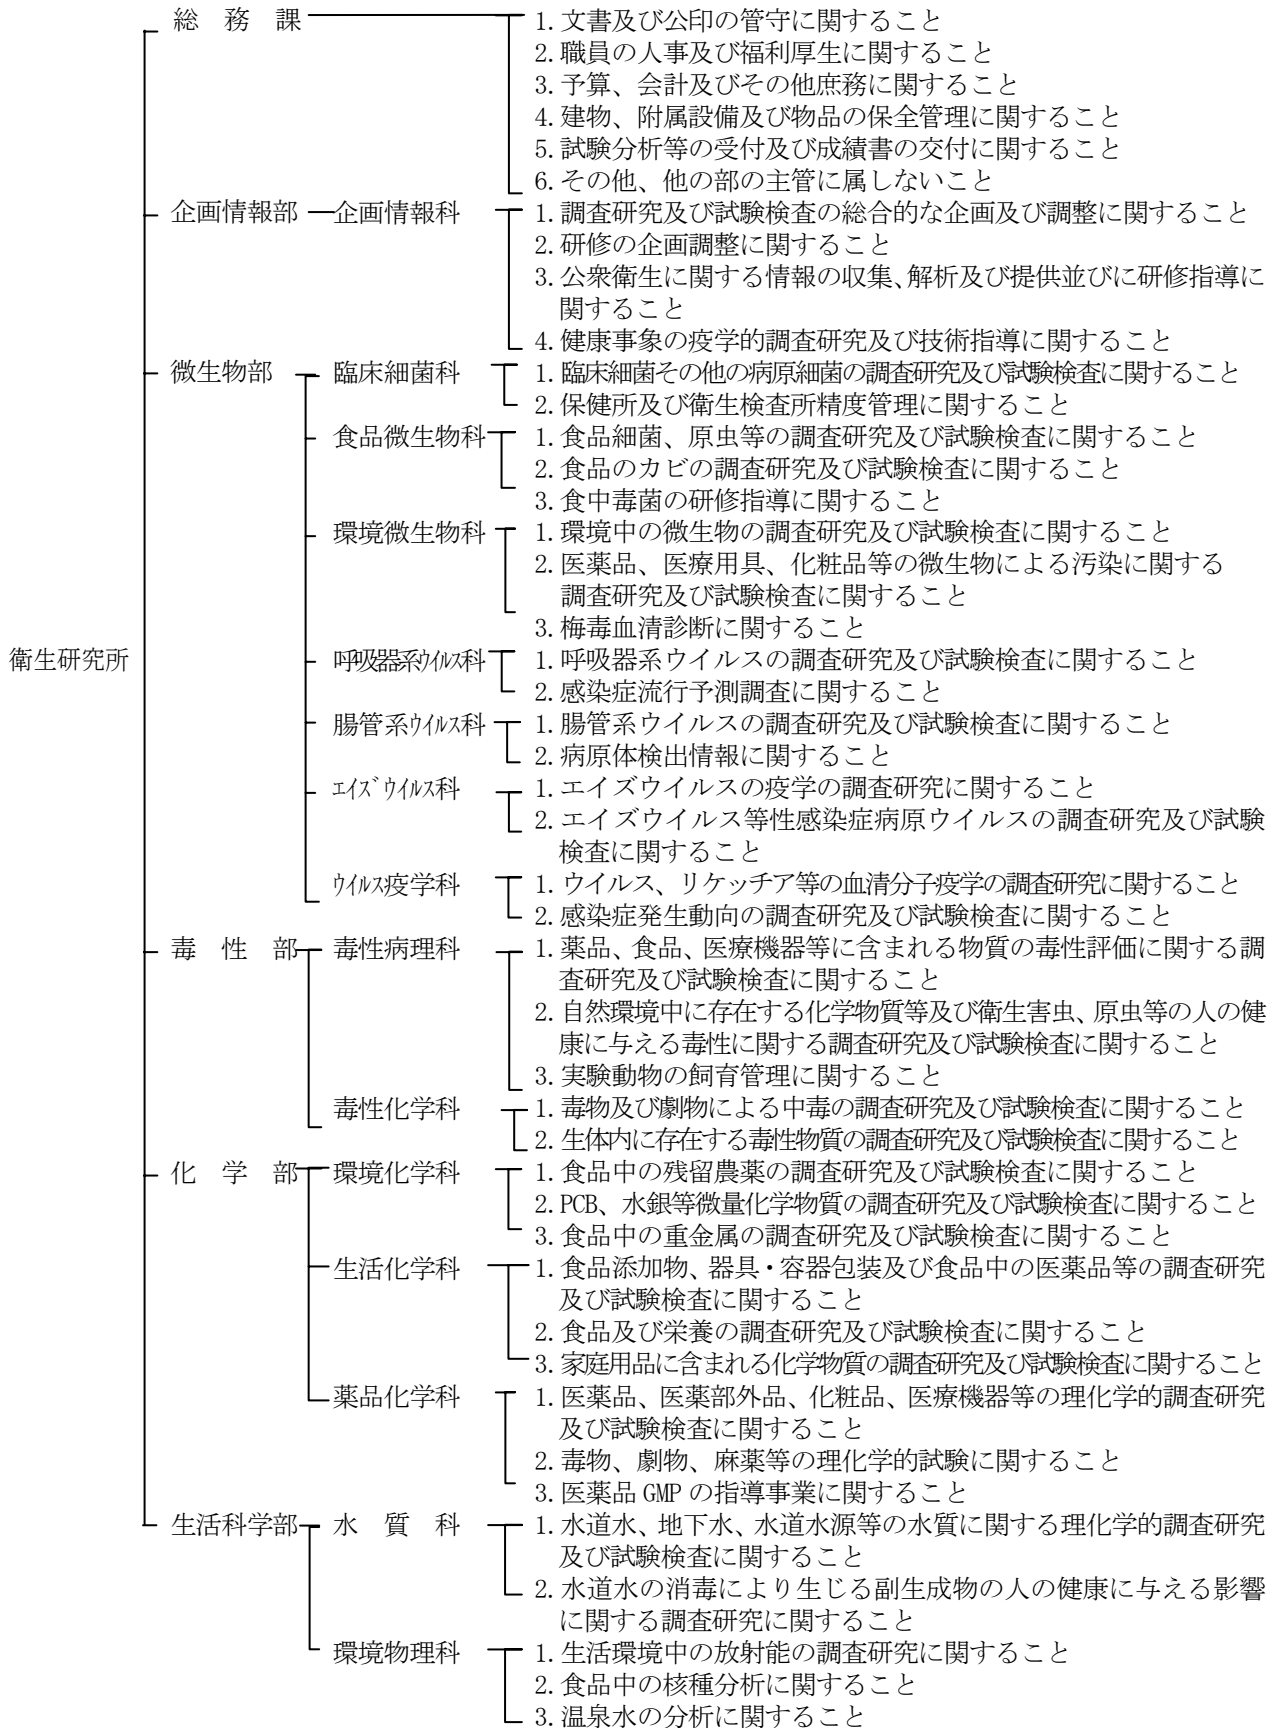 総務課
1.文書及び公印の管守に関すること
2.職員の人事及び福利厚生に関すること
3.予算、会計及びその他庶務に関すること
4.建物、附属設備及び物品の保全管理に関すること
5.試験分析等の受付及び成績書の交付に関すること
6.その他、他の部の主管に属しないこと
企画情報部 企画情報科
1.調査研究及び試験検査の総合的な企画及び調整に関すること
2.研修の企画調整に関すること
3.公衆衛生に関する情報の収集、解析及び提供並びに研修指導に
関すること
4.健康事象の疫学的調査研究及び技術指導に関すること
微生物部 臨床細菌科
1.臨床細菌その他の病原細菌の調査研究及び試験検査に関すること
2.保健所及び衛生検査所精度管理に関すること
食品微生物科
1.食品細菌、原虫等の調査研究及び試験検査に関すること
2.食品のカビの調査研究及び試験検査に関すること
3.食中毒菌の研修指導に関すること
環境微生物科
1.環境中の微生物の調査研究及び試験検査に関すること
2.医薬品、医療用具、化粧品等の微生物による汚染に関する
調査研究及び試験検査に関すること
3.梅毒血清診断に関すること
衛生研究所
呼吸器系ウイルス科
1.呼吸器系ウイルスの調査研究及び試験検査に関すること
2.感染症流行予測調査に関すること
腸管系ウイルス科
1.腸管系ウイルスの調査研究及び試験検査に関すること
2.病原体検出情報に関すること
エイズウイルス科
1.エイズウイルスの疫学の調査研究に関すること
2.エイズウイルス等性感染症病原ウイルスの調査研究及び試験
検査に関すること
ウイルス疫学科
1.ウイルス、リケッチア等の血清分子疫学の調査研究に関すること
2.感染症発生動向の調査研究及び試験検査に関すること
毒性部 毒性病理科
1.薬品、食品、医療機器等に含まれる物質の毒性評価に関する調
査研究及び試験検査に関すること
2.自然環境中に存在する化学物質等及び衛生害虫、原虫等の人の健
康に与える毒性に関する調査研究及び試験検査に関すること
3.実験動物の飼育管理に関すること
毒性化学科
1.毒物及び劇物による中毒の調査研究及び試験検査に関すること
2.生体内に存在する毒性物質の調査研究及び試験検査に関すること
化学部 環境化学科
1.食品中の残留農薬の調査研究及び試験検査に関すること
2.PCB、水銀等微量化学物質の調査研究及び試験検査に関すること
3.食品中の重金属の調査研究及び試験検査に関すること
生活化学科
1.食品添加物、器具・容器包装及び食品中の医薬品等の調査研究
及び試験検査に関すること
2.食品及び栄養の調査研究及び試験検査に関すること
3.家庭用品に含まれる化学物質の調査研究及び試験検査に関すること
薬品化学科
1.医薬品、医薬部外品、化粧品、医療機器等の理化学的調査研究
及び試験検査に関すること
2.毒物、劇物、麻薬等の理化学的試験に関すること
3.医薬品 GMP の指導事業に関すること
生活科学部 水質科
1.水道水、地下水、水道水源等の水質に関する理化学的調査研究
及び試験検査に関すること
2.水道水の消毒により生じる副生成物の人の健康に与える影響
に関する調査研究に関すること
環境物理科
1.生活環境中の放射能の調査研究に関すること
2.食品中の核種分析に関すること
3.温泉水の分析に関すること